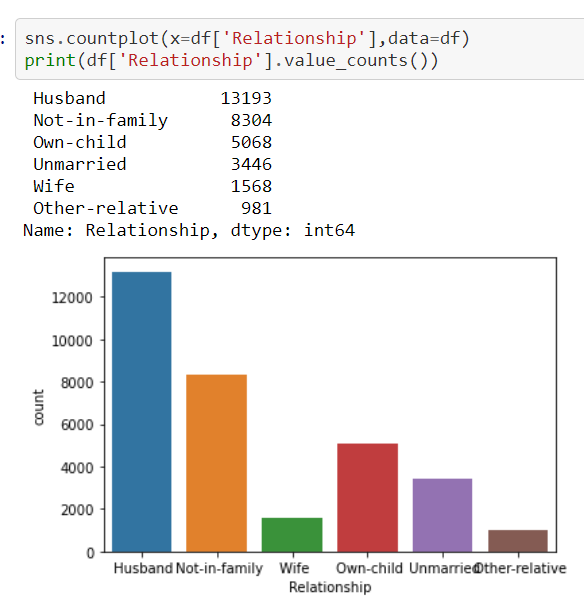 : sns.countplot(x=df['Relationship'],data=df)
print(df['Relationship'].value_counts())
Husband 13193
Not-in-family 8304
Own-child 5068
Unmarried 3446
Wife 1568
Other-relative 981
Name: Relationship, dtype: int64
12000
10000
8000
6000
4000
2000
0
count
Husband Not-in-family Wife Own-child Unmarried Other-relative
Relationship